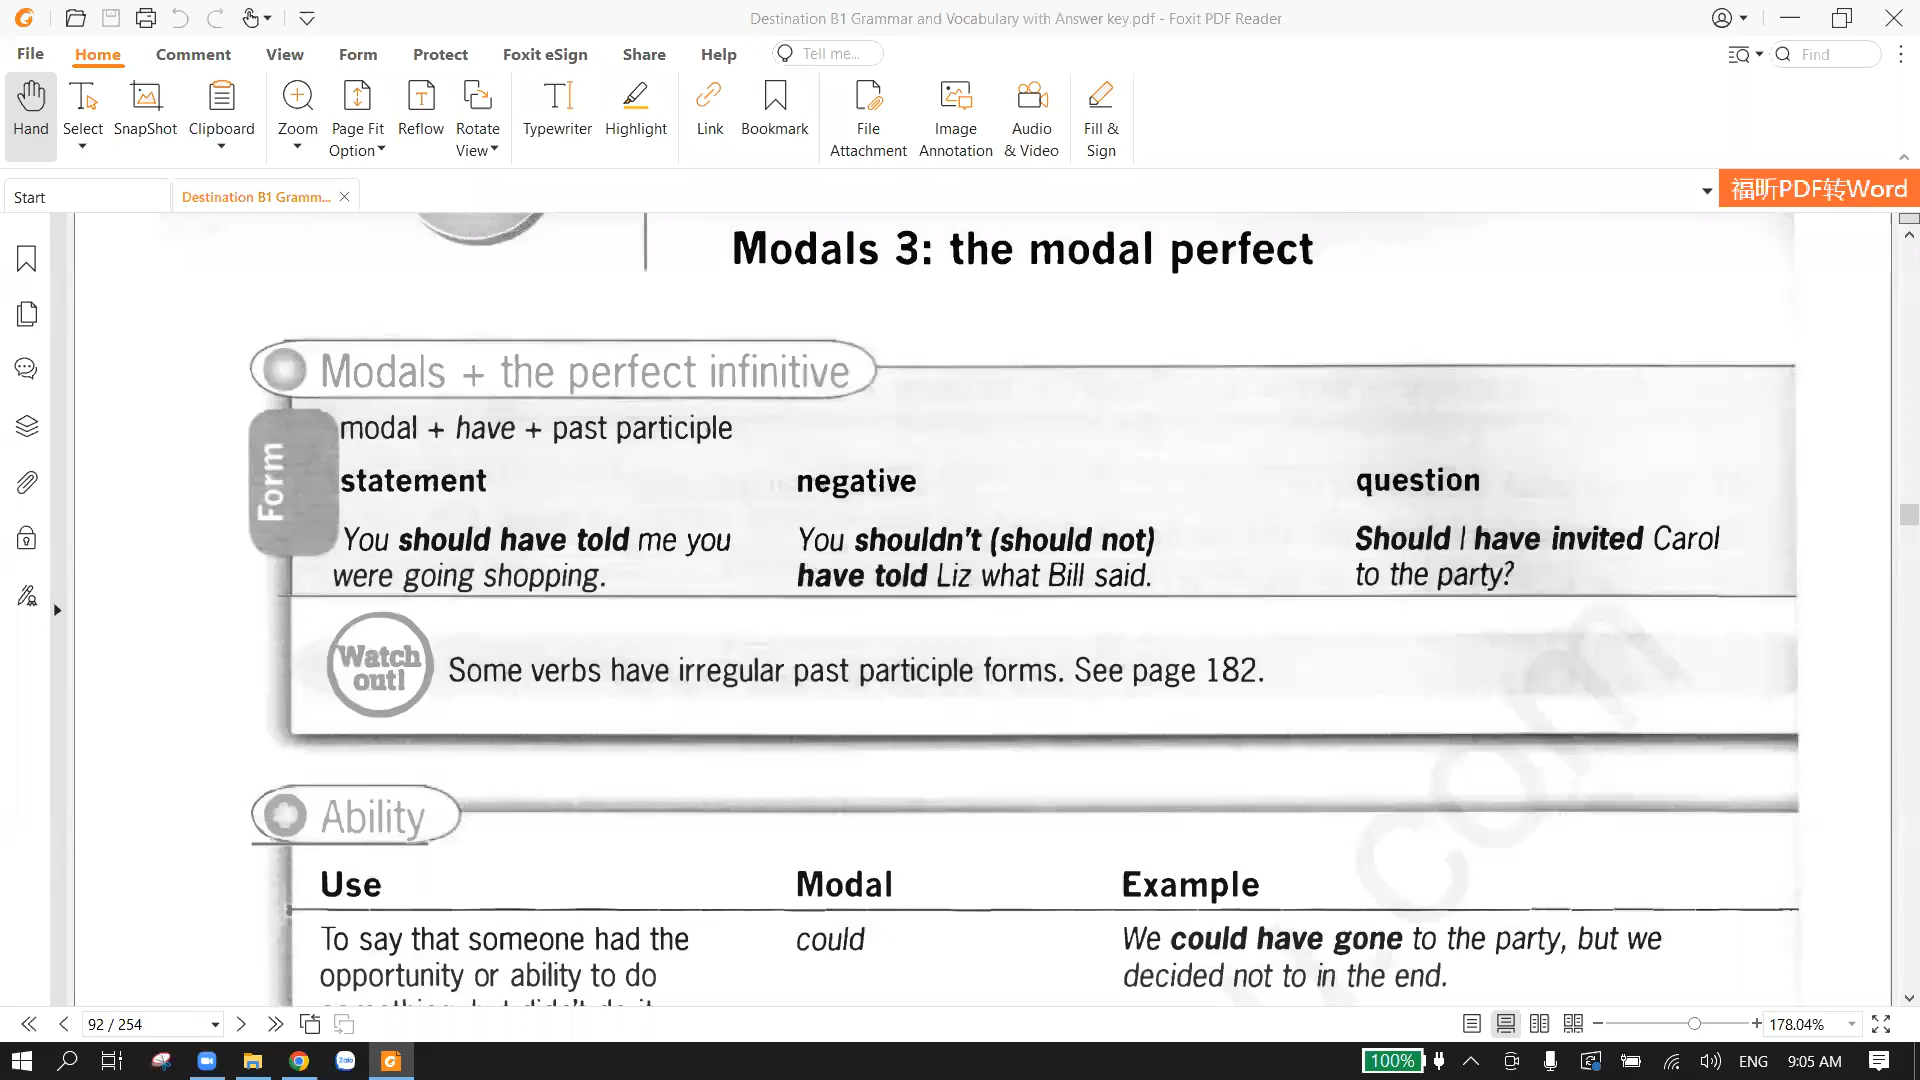 Destination B1 Grammar and Vocabulary with Answer key.pdf - Foxit PDF Reader
File Home Comment View Form Protect Foxit eSign Share Help Tell me... Find
Hand Select SnapShot Clipboard Zoom Page Fit Option Reflow Rotate View Typewriter Highlight Link Bookmark File Attachment Image Annotation Audio & Video Fill & Sign
Start Destination B1 Gramm... 福昕PDF转Word
Modals 3: the modal perfect
Modals + the perfect infinitive
Form
modal + have + past participle
statement negative question
You should have told me you You shouldn't (should not) Should I have invited Carol
were going shopping. have told Liz what Bill said. to the party?
Watch
out!
Some verbs have irregular past participle forms. See page 182.
Ability
Use Modal Example
To say that someone had the could We could have gone to the party, but we
opportunity or ability to do decided not to in the end.
.com
92 / 254 178.04%
Zalo 100% ENG 9:05 AM